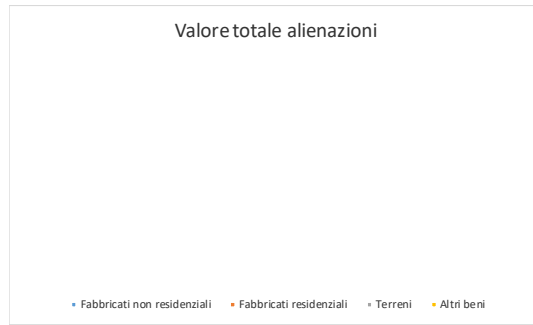 Valore totale alienazioni
Fabbricati non residenziali Fabbricati residenziali Terreni Altri beni